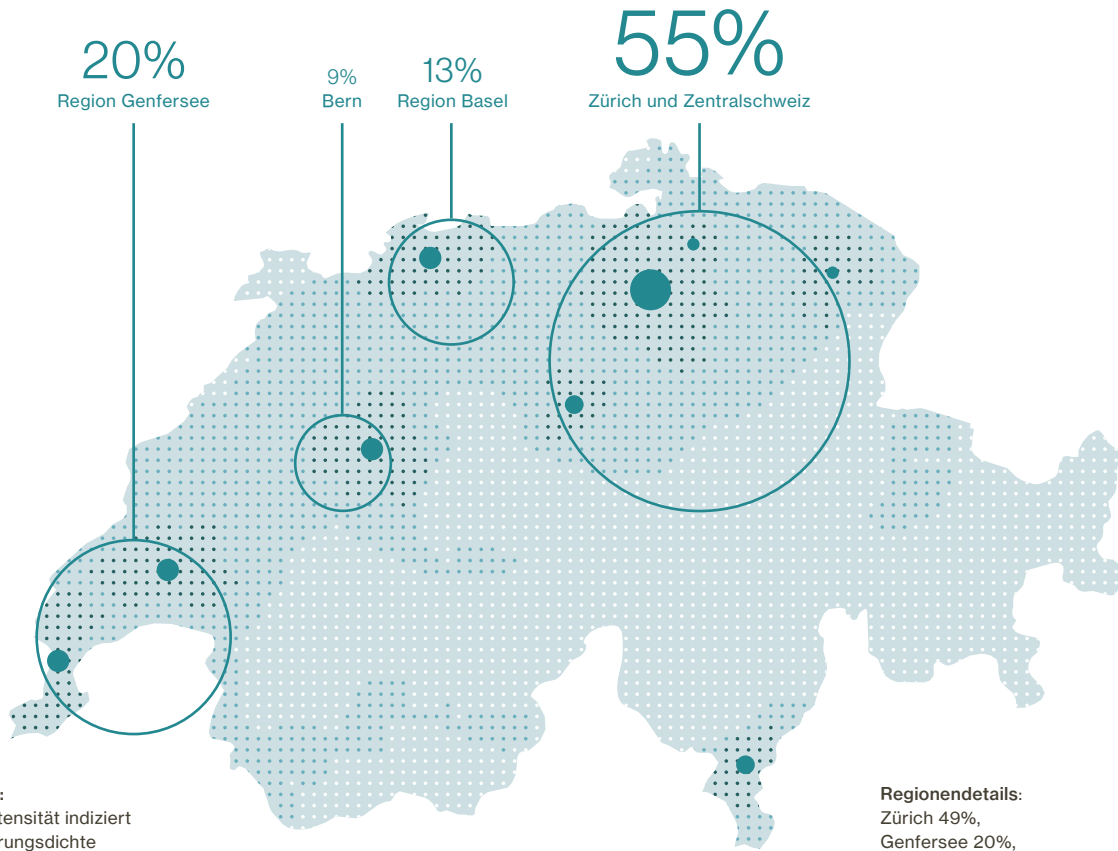 20%
Region Genfersee
9%
Bern
13%
Region Basel
55%
Zürich und Zentralschweiz
:
tensität indiziert
rungsdichte
Regionendetails:
Zürich 49%,
Genfersee 20%,